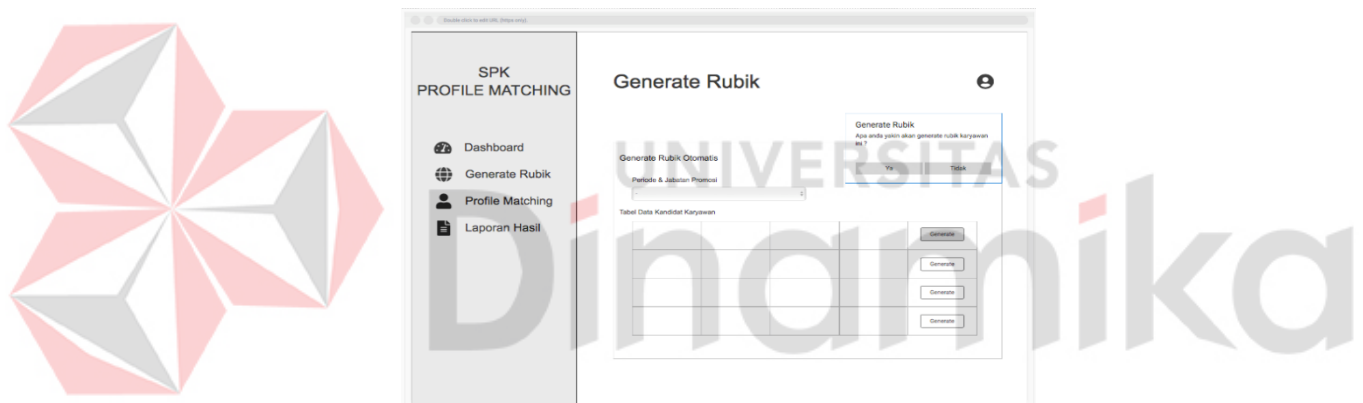 Double click to edit URL (https only)
SPK
PROFILE MATCHING
Dashboard
Generate Rubik
Profile Matching
Laporan Hasil
Generate Rubik
Generate Rubik
Apa anda yakin akan generate rubik karyawan
ini ?
Ya
Tidak
Generate Rubik Otomatis
Periode & Jabatan Promosi
Tabel Data Kandidat Karyawan
Generate
Generate
Generate
Generate
UNIVERSITAS
Dinamika